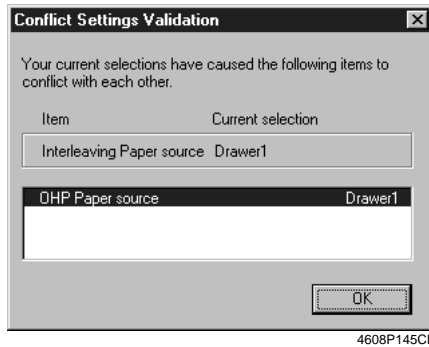 Conflict Settings Validation
Your current selections have caused the following items to
conflict with each other.
Item Current selection
Interleaving Paper source Drawer1
OHP Paper source Drawer1
OK